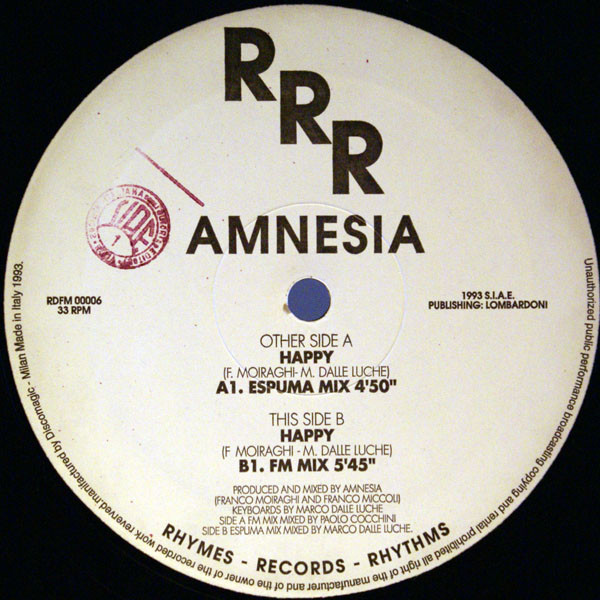 R
R
R
AMNESIA
RDFM 00006
33 RPM
1993 S.I.A.E.
PUBLISHING: LOMBARDONI
OTHER SIDE A
HAPPY
(F. MOIRAGHI- M. DALLE LUCHE)
A1. ESPUMA MIX 4'50"
THIS SIDE B
HAPPY
(F MOIRAGHI - M. DALLE LUCHE)
B1. FM MIX 5'45"
PRODUCED AND MIXED BY AMNESIA
(FRANCO MOIRAGHI AND FRANCO MICCOLI)
KEYBOARDS BY MARCO DALLE LUCHE
SIDE A FM MIX MIXED BY PAOLO COCCHINI
SIDE B ESPUMA MIX MIXED BY MARCO DALLE LUCHE.
RHYMES - RECORDS - RHYTHMS
Unauthorized public performance broadcasting copying and rental prohibited all right of the manufacturer and of the owner of the recorded work reverved.manifactured by Discomagic - Milan Made in Italy 1993.